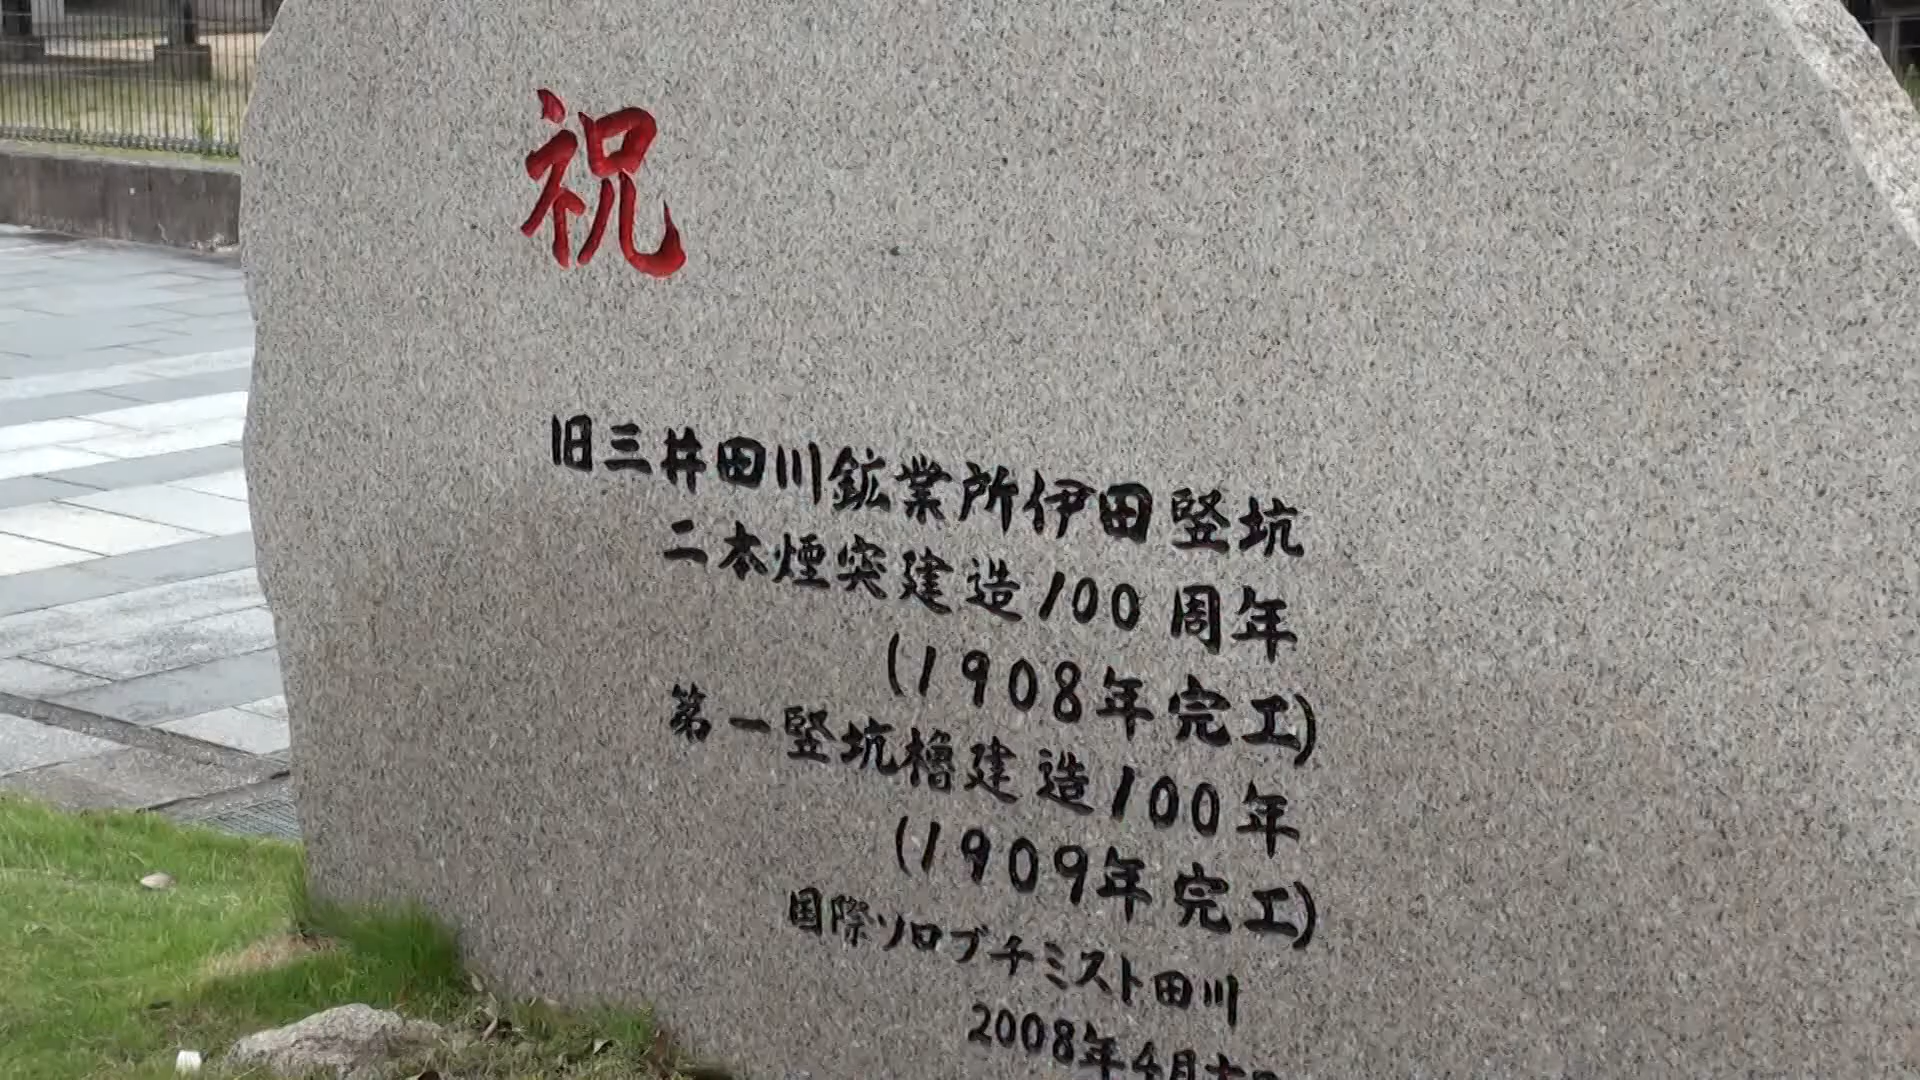 祝
旧三井田川鉱業所伊田竪坑
二本煙突建造100周年
(1908年完工)
第一竪坑櫓建造100年
(1909年完工)
国際ソロプチミスト田川
2008年4月